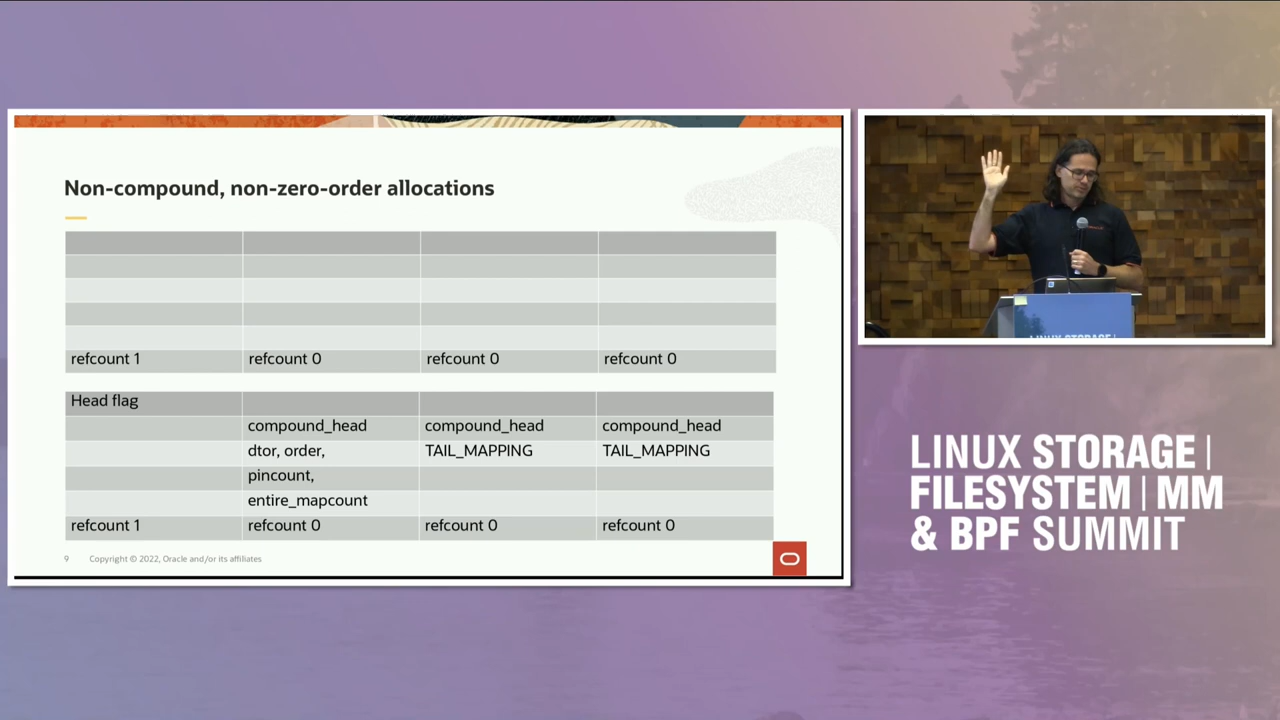 Non-compound, non-zero-order allocations
refcount 1 refcount 0 refcount 0 refcount 0
Head flag
compound_head compound_head compound_head
dtor, order, TAIL_MAPPING TAIL_MAPPING
pincount,
entire_mapcount
refcount 1 refcount 0 refcount 0 refcount 0
9 Copyright © 2022, Oracle and/or its affiliates
LINUX STORAGE |
LINUX STORAGE |
FILESYSTEM | MM
& BPF SUMMIT